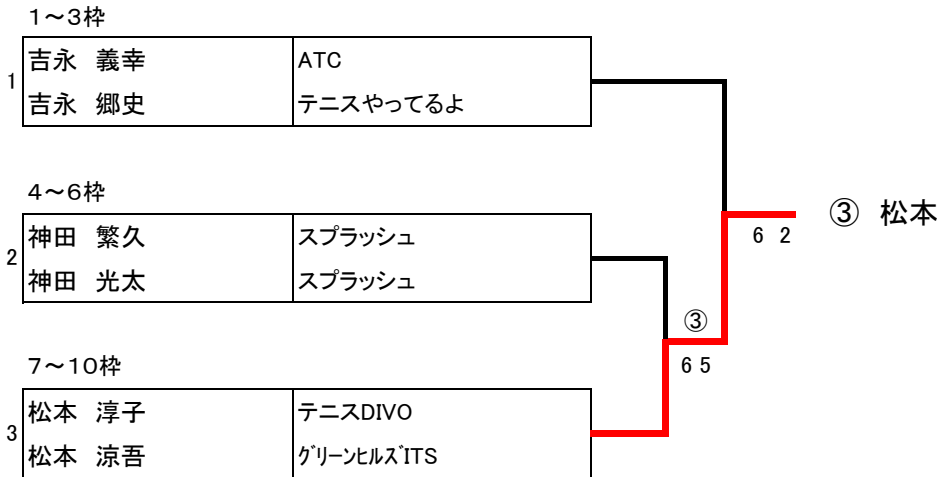 1～3枠
1
吉永　義幸　ATC
吉永　郷史　テニスやってるよ
4～6枠
2
神田　繁久　スプラッシュ
神田　光太　スプラッシュ
7～10枠
3
松本　淳子　テニスDIVO
松本　涼吾　グリーンヒルズITS
③
6 5
6 2
③　松本